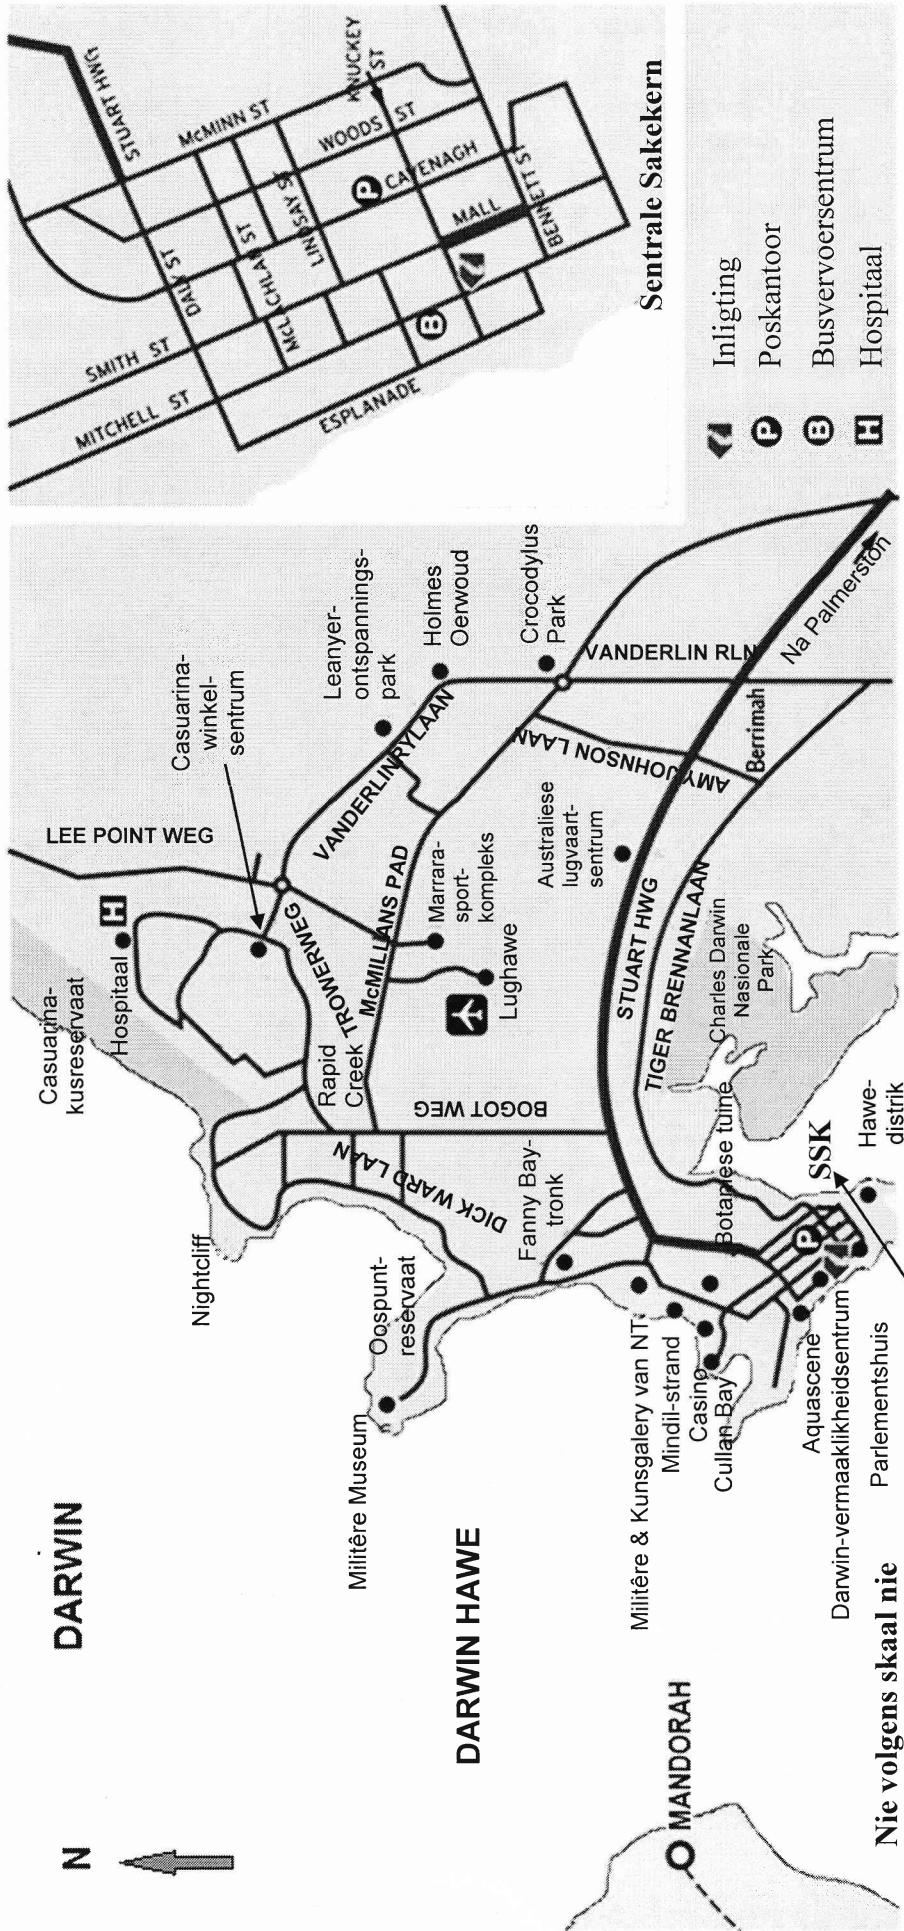 DARWIN
N
DARWIN HAWE
MANDORAH
Nie volgens skaal nie
Nightcliff
Casuarina-
kusreservaat
Hospitaal
H
LEE POINT WEG
Casuarina-
winkel-
sentrum
Leanyer-
ontspannings-
park
Holmes
Oerwoud
Crocodylus
Park
VANDERLINRYLAAN
VANDERLIN RLN
TROWERWEG
McMILLANS PAD
Rapid
Creek
Marrara-
sport-
kompleks
Lughawe
Australiese
lugvaart-
sentrum
AMY JOHNSON LAAN
Berrimah
Na Palmerston
STUART HWG
TIGER BRENNANLAAN
Charles Darwin
Nasionale
Park
BOGOT WEG
DICK WARD LAAN
Fanny Bay-
tronk
Oospunt-
reservaat
Militêre Museum
Militêre & Kunsgalery van NT
Mindil-strand
Casino
Cullan Bay
Botaniese tuine
Aquascene
Darwin-vermaaklikheidsentrum
Parlementshuis
P
SSK
Hawe-
distrik
STUART HWG
McMINN ST
KNUCKEY
ST
WOODS ST
CAVENAGH
P
LINDSAY ST
MALL
BENNETT ST
DALY ST
McLACHLAN ST
SMITH ST
MITCHELL ST
B
ESPLANADE
Sentrale Sakekern
Inligting
P Poskantoor
B Busvervoersentrum
H Hospitaal